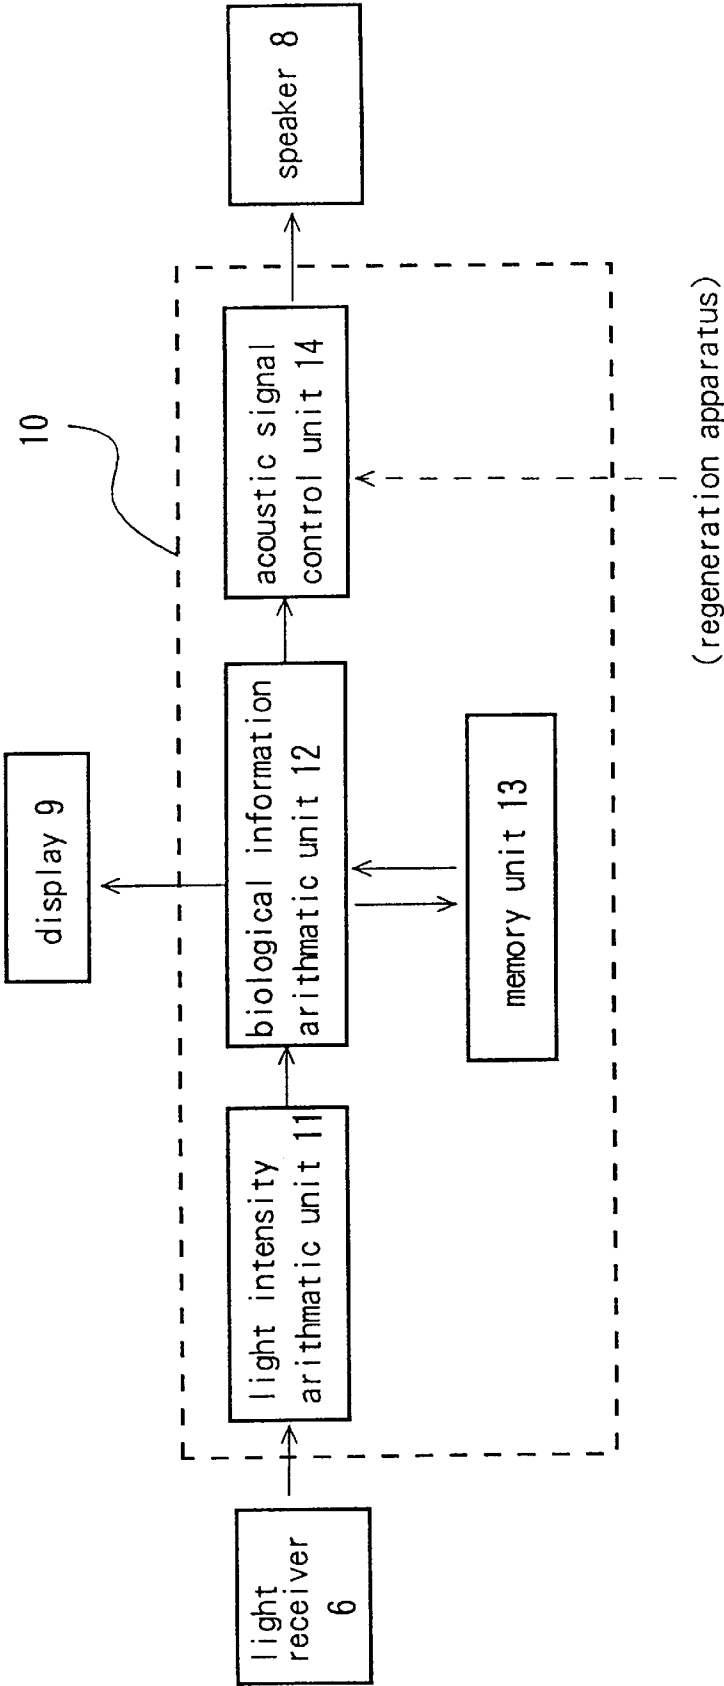 10
display 9
light
receiver
6
light intensity
arithmatic unit 11
biological information
arithmatic unit 12
acoustic signal
control unit 14
speaker 8
memory unit 13
(regeneration apparatus)